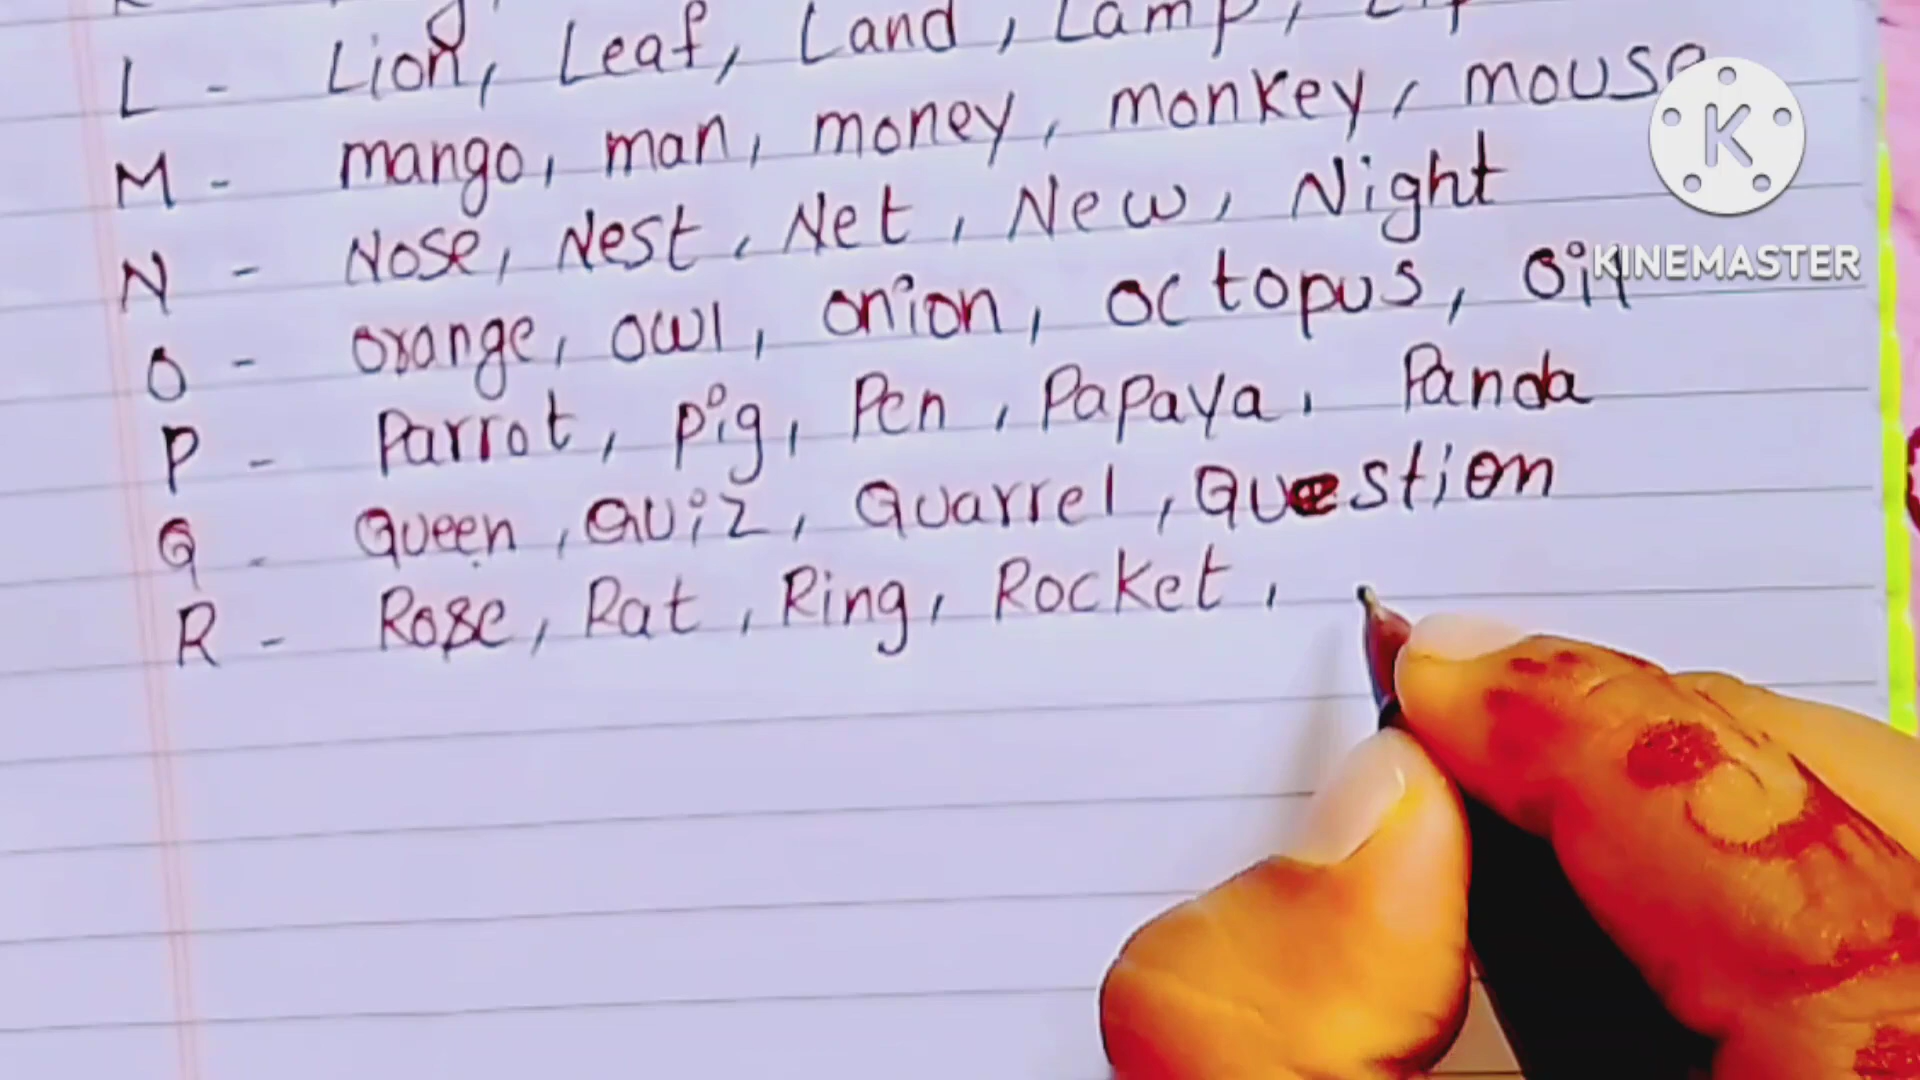 L - Lion, Leaf, Land, Lamp, Lip
M - mango, man, money, monkey, mouse
N - Nose, Nest, Net, New, Night
O - orange, owl, onion, octopus, oil
P - Parrot, pig, Pen, Papaya, Panda
Q - Queen, Quiz, Quarrel, Question
R - Rose, Rat, Ring, Rocket,
K
KINEMASTER